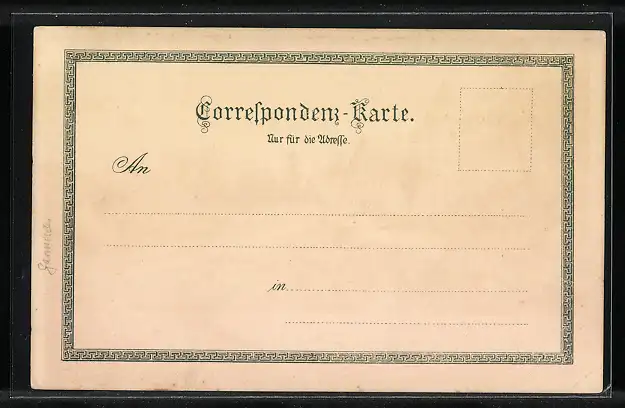 Correſpondenz-Karte.
Nur für die Adreſſe.
An
in